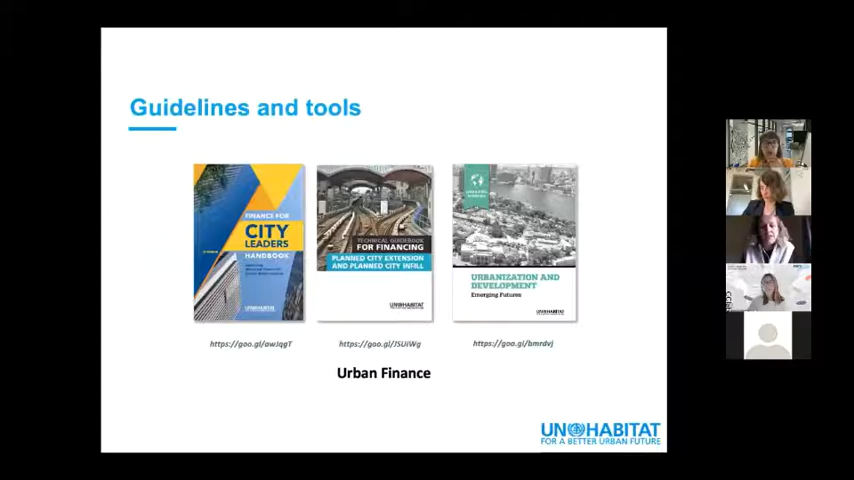 Guidelines and tools
FINANCE FOR
CITY
LEADERS
HANDBOOK
UN HABITAT
TECHNICAL GUIDEBOOK
FOR FINANCING
PLANNED CITY EXTENSION
AND PLANNED CITY INFILL
UN HABITAT
URBANIZATION AND
DEVELOPMENT
Emerging Futures
UN HABITAT
https://goo.gl/awJqgT
https://goo.gl/JSUiWg
https://goo.gl/bmrdvj
Urban Finance
UN HABITAT
FOR A BETTER URBAN FUTURE